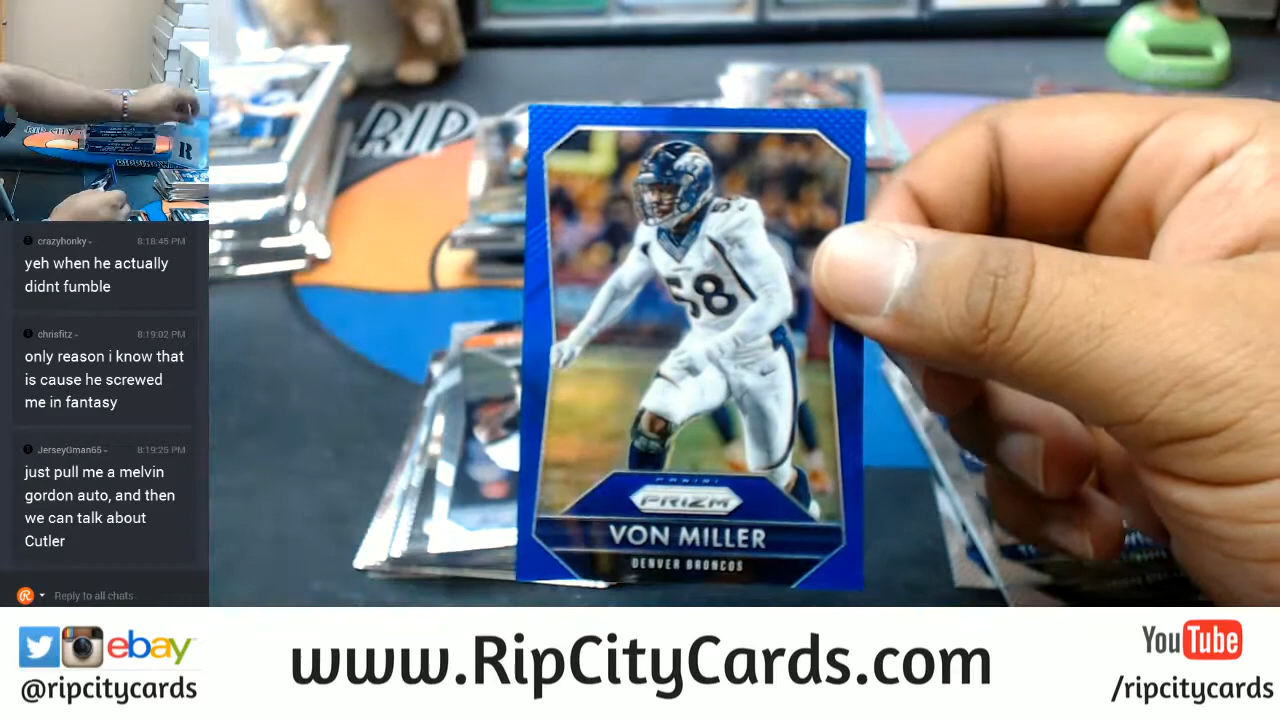 RIP CITY
R
crazyhonky
8:18:45 PM
yeh when he actually
didnt fumble
chrisfitz
8:19:02 PM
only reason i know that
is cause he screwed
me in fantasy
JerseyGman65
8:19:25 PM
just pull me a melvin
gordon auto, and then
we can talk about
Cutler
Reply to all chats
RIP
58
58
PANINI
PRIZM
VON MILLER
DENVER BRONCOS
ebay
@ripcitycards
www.RipCityCards.com
YouTube
/ripcitycards